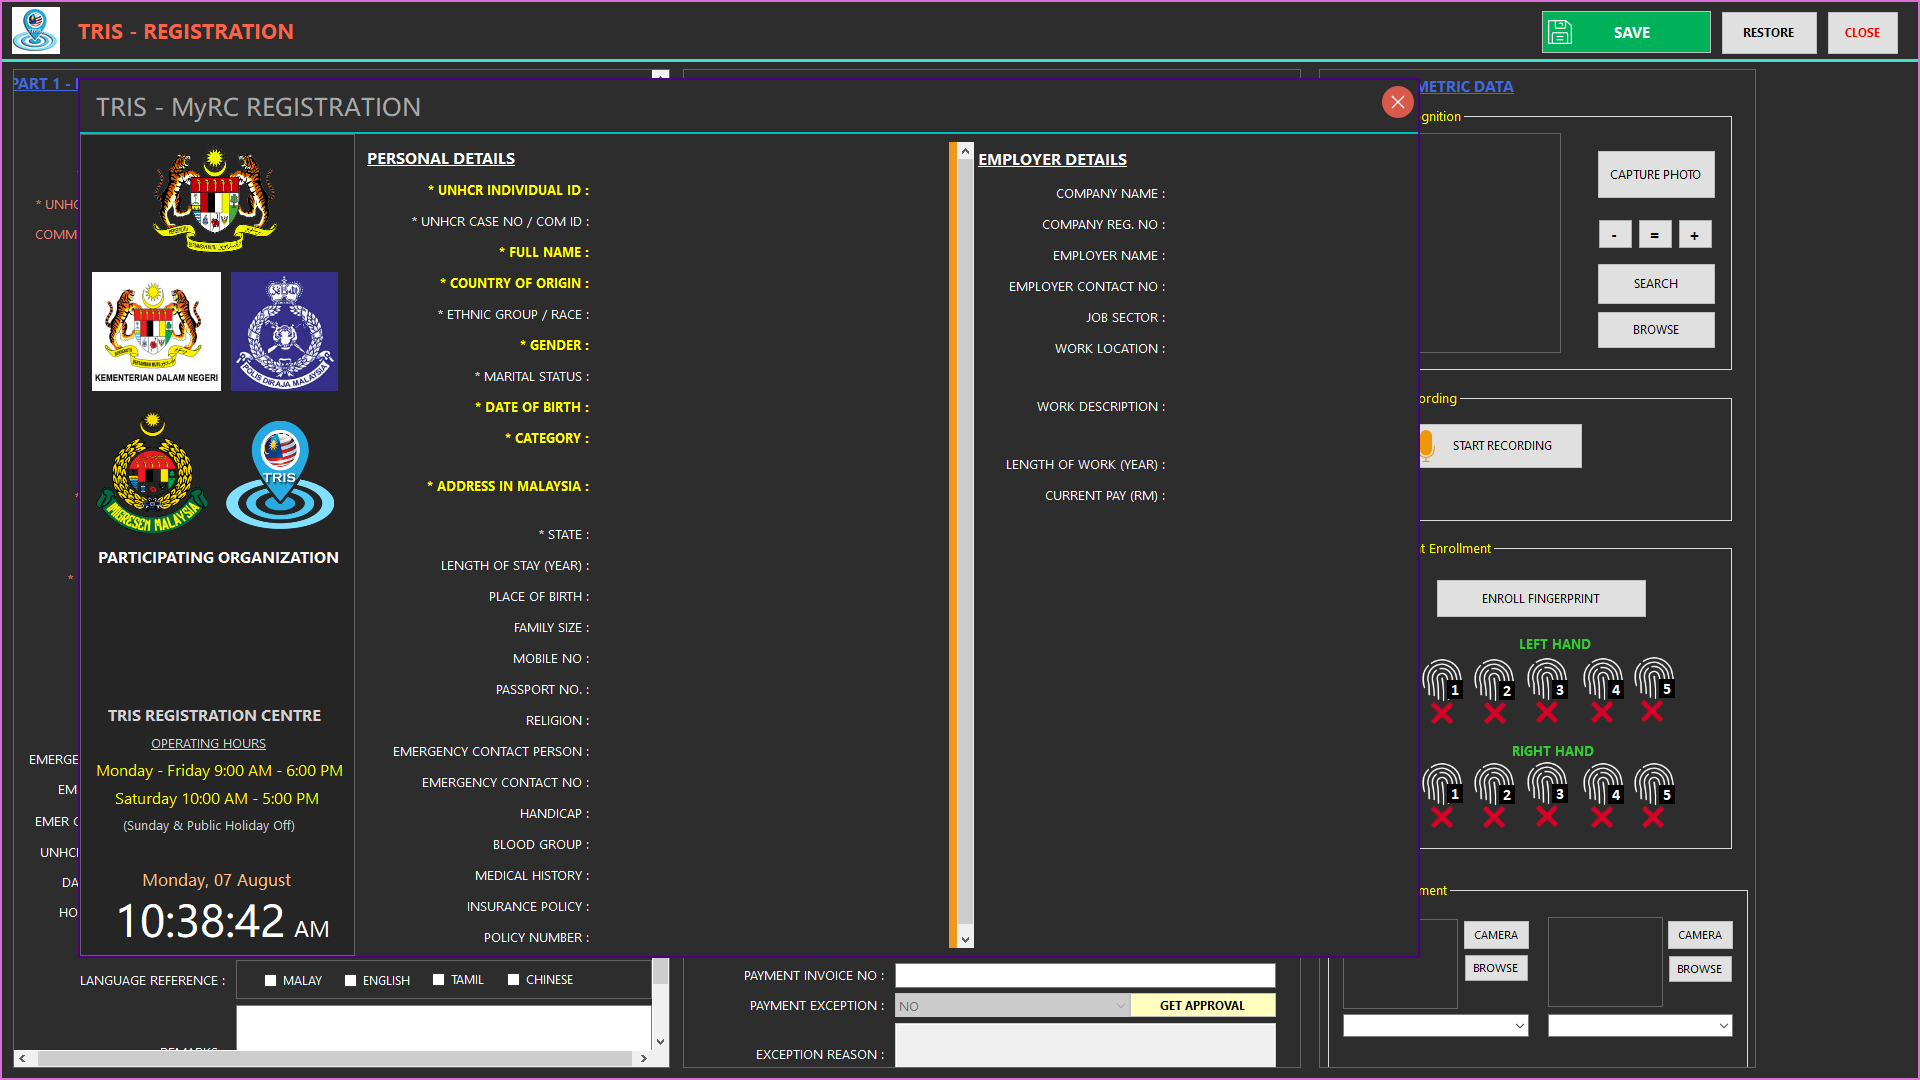 TRIS - REGISTRATION
SAVE
RESTORE
CLOSE
PART 1 -
TRIS - MyRC REGISTRATION
KEMENTERIAN DALAM NEGERI
POLIS DIRAJA MALAYSIA
IMIGRESEN MALAYSIA
TRIS
PARTICIPATING ORGANIZATION
TRIS REGISTRATION CENTRE
OPERATING HOURS
Monday - Friday 9:00 AM - 6:00 PM
Saturday 10:00 AM - 5:00 PM
(Sunday & Public Holiday Off)
Monday, 07 August
10:38:42 AM
PERSONAL DETAILS
* UNHCR INDIVIDUAL ID :
* UNHCR CASE NO / COM ID :
* FULL NAME :
* COUNTRY OF ORIGIN :
* ETHNIC GROUP / RACE :
* GENDER :
* MARITAL STATUS :
* DATE OF BIRTH :
* CATEGORY :
* ADDRESS IN MALAYSIA :
* STATE :
LENGTH OF STAY (YEAR) :
PLACE OF BIRTH :
FAMILY SIZE :
MOBILE NO :
PASSPORT NO. :
RELIGION :
EMERGENCY CONTACT PERSON :
EMERGENCY CONTACT NO :
HANDICAP :
BLOOD GROUP :
MEDICAL HISTORY :
INSURANCE POLICY :
POLICY NUMBER :
EMPLOYER DETAILS
COMPANY NAME :
COMPANY REG. NO :
EMPLOYER NAME :
EMPLOYER CONTACT NO :
JOB SECTOR :
WORK LOCATION :
WORK DESCRIPTION :
LENGTH OF WORK (YEAR) :
CURRENT PAY (RM) :
* UNHC
COMM
EMERGE
EM
EMER C
UNHCI
DA
HO
LANGUAGE REFERENCE :
MALAY
ENGLISH
TAMIL
CHINESE
PAYMENT INVOICE NO :
PAYMENT EXCEPTION :
NO
GET APPROVAL
EXCEPTION REASON :
METRIC DATA
gnition
CAPTURE PHOTO
- = +
SEARCH
BROWSE
ording
START RECORDING
t Enrollment
ENROLL FINGERPRINT
LEFT HAND
1 2 3 4 5
RIGHT HAND
1 2 3 4 5
ment
CAMERA
BROWSE
CAMERA
BROWSE